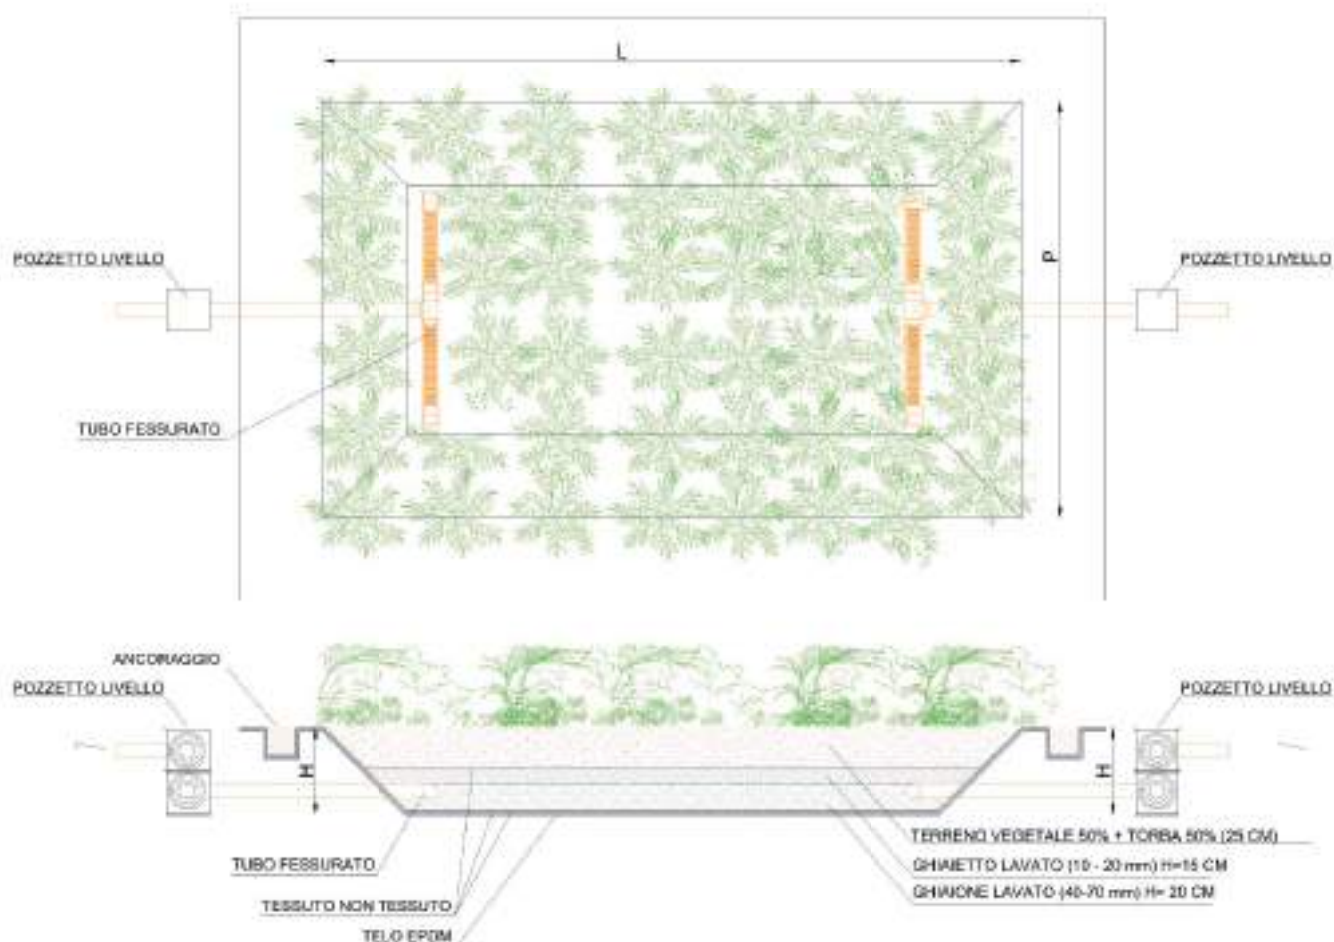 L
POZZETTO LIVELLO
P
POZZETTO LIVELLO
TUBO FESSURATO
ANCORAGGIO
POZZETTO LIVELLO
POZZETTO LIVELLO
H
H
TERRENO VEGETALE 50% + TORBA 50% (25 CM)
TUBO FESSURATO
GHIAIETTO LAVATO (10 - 20 mm) H=15 CM
GHIAIONE LAVATO (40-70 mm) H= 20 CM
TESSUTO NON TESSUTO
TELO EPDM